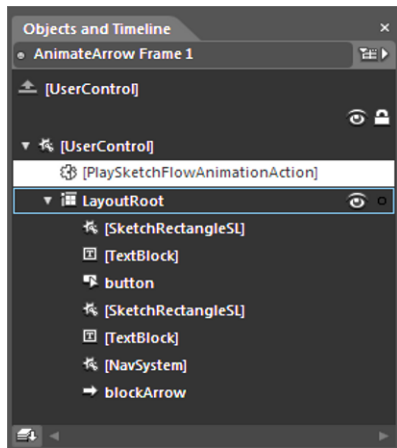 Objects and Timeline
AnimateArrow Frame 1
[UserControl]
[UserControl]
[PlaySketchFlowAnimationAction]
LayoutRoot
[SketchRectangleSL]
[TextBlock]
button
[SketchRectangleSL]
[TextBlock]
[NavSystem]
blockArrow